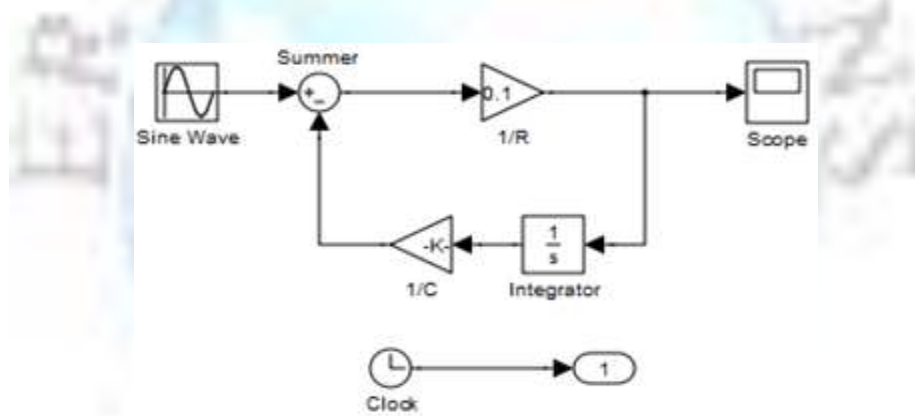 Summer
+
-
0.1
Sine Wave
1/R
Scope
-K-
1
s
1/C
Integrator
1
Clock